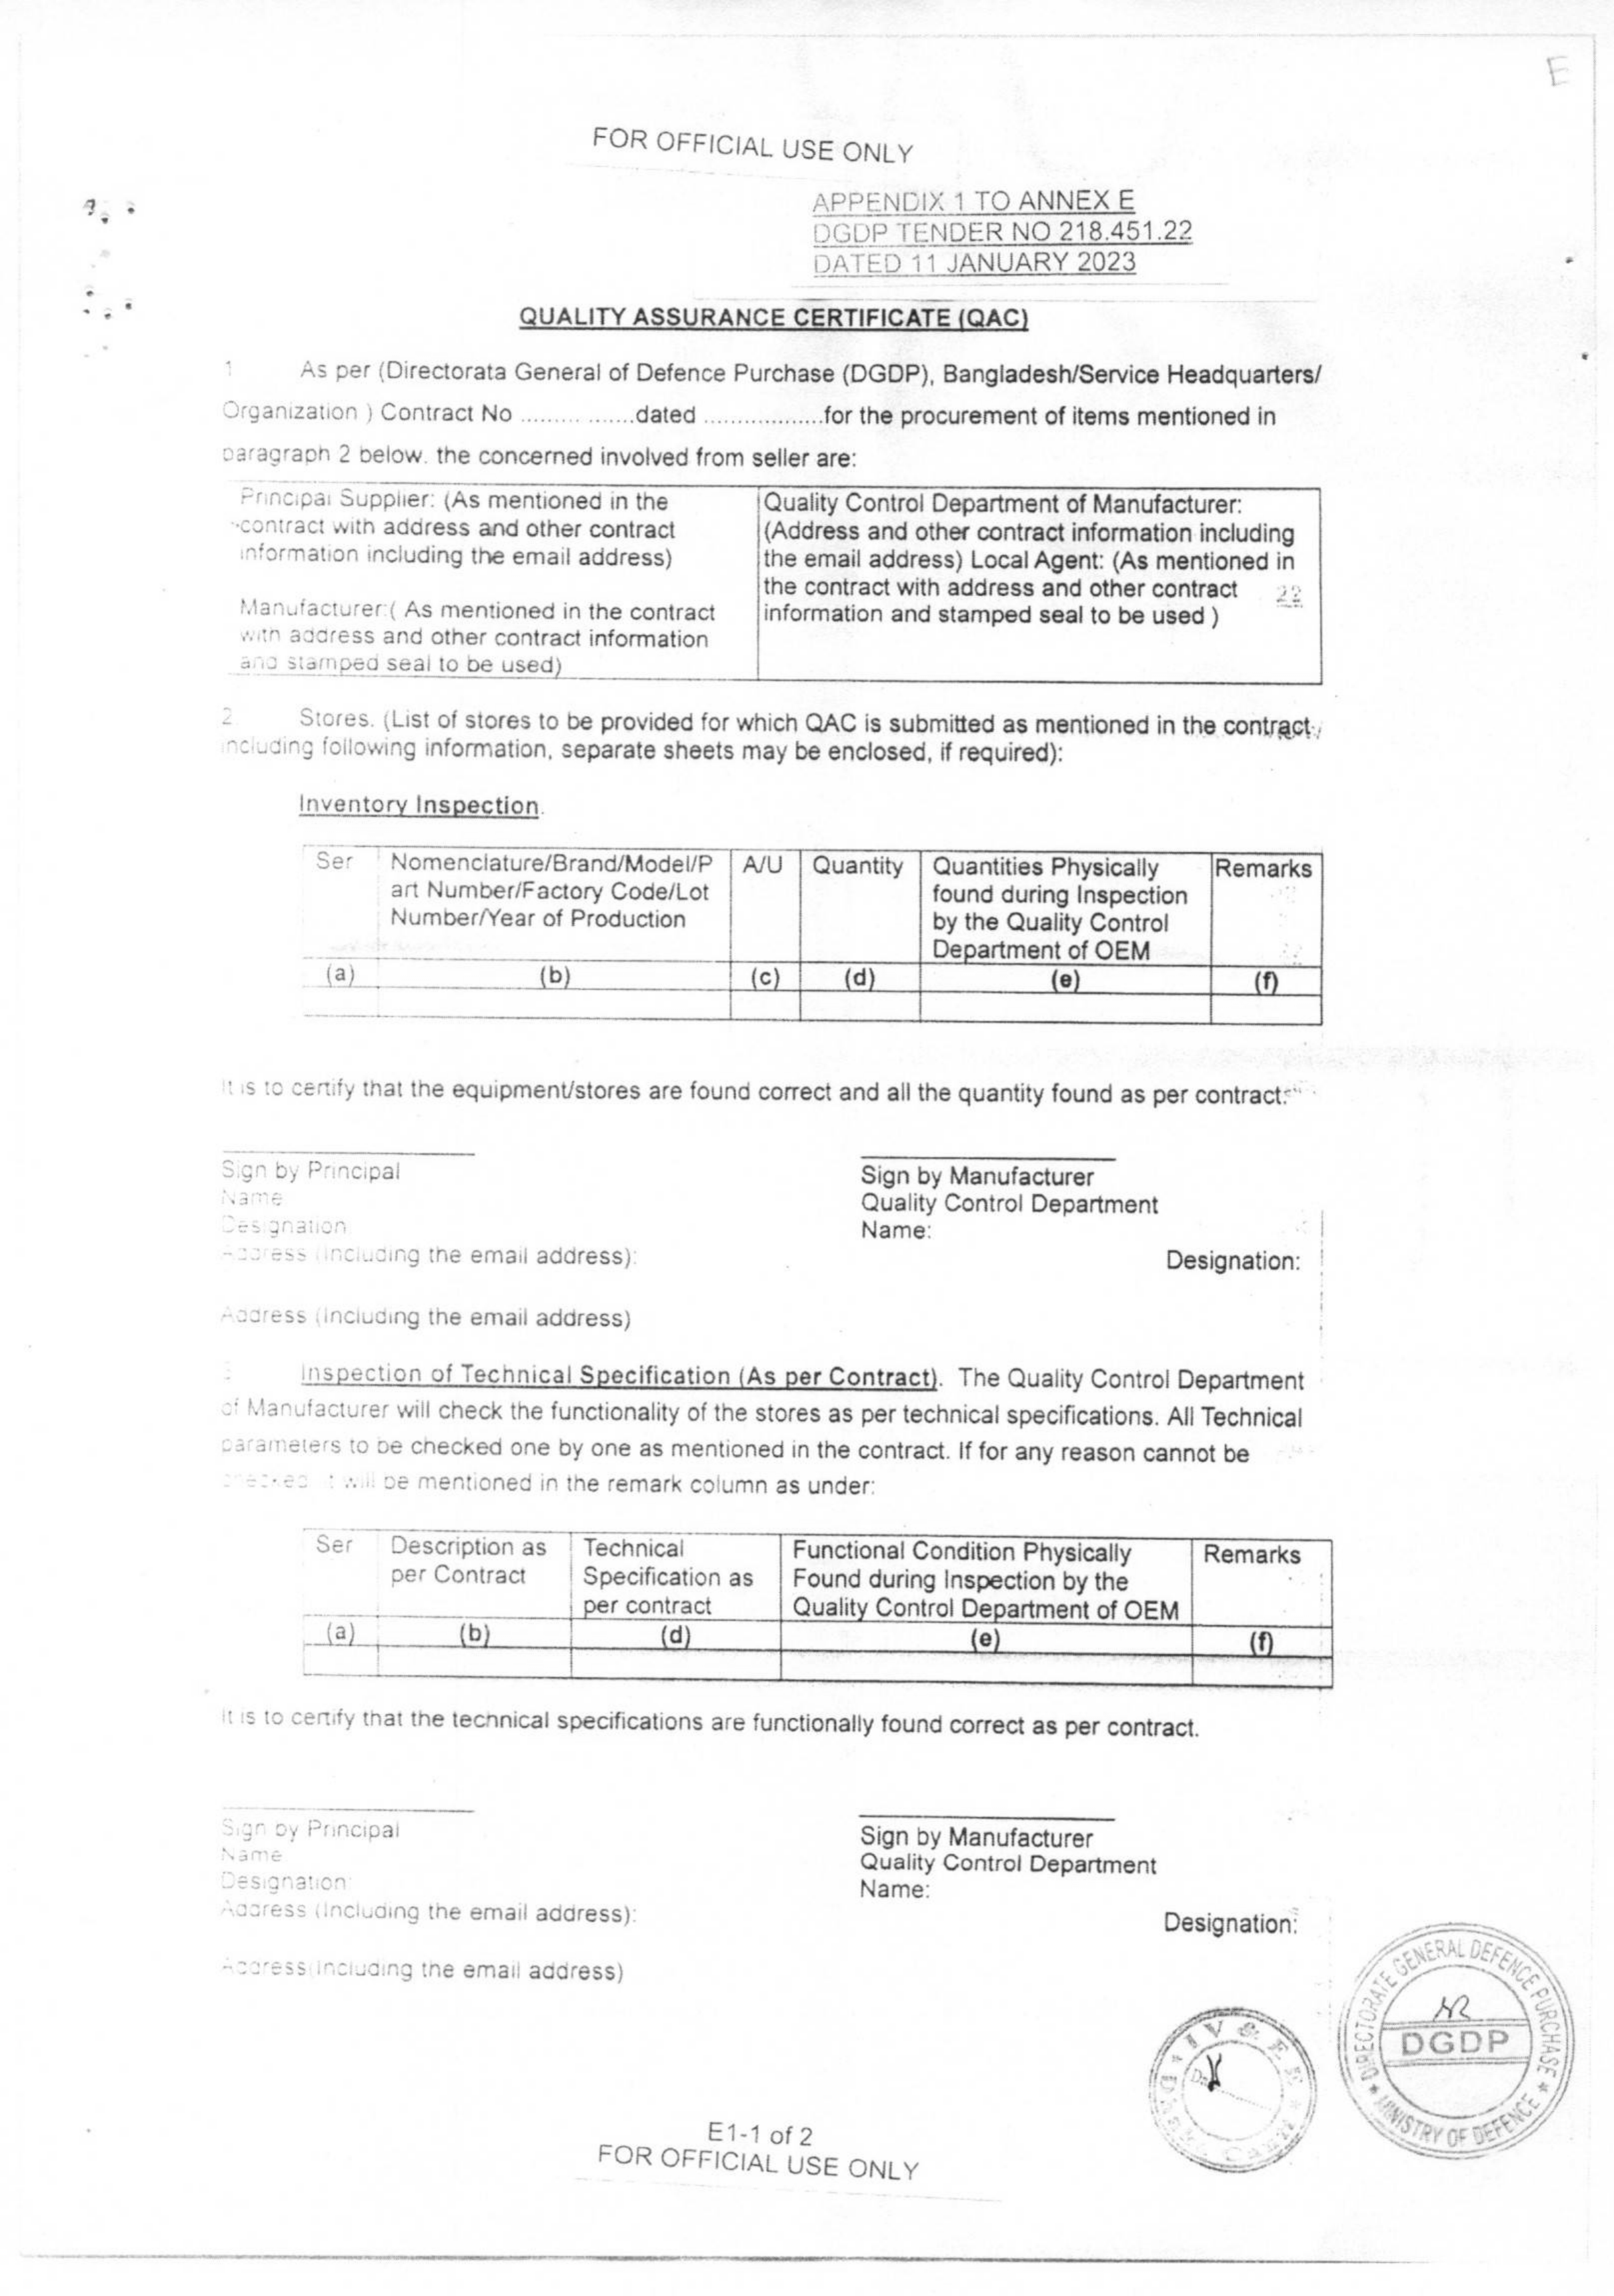 E
FOR OFFICIAL USE ONLY
APPENDIX 1 TO ANNEX E
DGDP TENDER NO 218.451.22
DATED 11 JANUARY 2023
QUALITY ASSURANCE CERTIFICATE (QAC)
1 As per (Directorata General of Defence Purchase (DGDP), Bangladesh/Service Headquarters/
Organization ) Contract No ................dated ..................for the procurement of items mentioned in
paragraph 2 below. the concerned involved from seller are:
Principal Supplier: (As mentioned in the
contract with address and other contract
information including the email address)
Manufacturer:( As mentioned in the contract
with address and other contract information
and stamped seal to be used)
Quality Control Department of Manufacturer:
(Address and other contract information including
the email address) Local Agent: (As mentioned in
the contract with address and other contract
information and stamped seal to be used )
22
2 Stores. (List of stores to be provided for which QAC is submitted as mentioned in the contract
including following information, separate sheets may be enclosed, if required):
Inventory Inspection.
Ser
Nomenclature/Brand/Model/P
art Number/Factory Code/Lot
Number/Year of Production
A/U
Quantity
Quantities Physically
found during Inspection
by the Quality Control
Department of OEM
Remarks
(a) (b) (c) (d) (e) (f)
It is to certify that the equipment/stores are found correct and all the quantity found as per contract.
Sign by Principal
Name
Designation
Address (Including the email address):
Sign by Manufacturer
Quality Control Department
Name:
Designation:
Address (Including the email address)
3 Inspection of Technical Specification (As per Contract). The Quality Control Department
of Manufacturer will check the functionality of the stores as per technical specifications. All Technical
parameters to be checked one by one as mentioned in the contract. If for any reason cannot be
checked it will be mentioned in the remark column as under:
Ser
Description as
per Contract
Technical
Specification as
per contract
Functional Condition Physically
Found during Inspection by the
Quality Control Department of OEM
Remarks
(a) (b) (d) (e) (f)
It is to certify that the technical specifications are functionally found correct as per contract.
Sign by Principal
Name
Designation:
Address (Including the email address):
Sign by Manufacturer
Quality Control Department
Name:
Designation:
Address (Including the email address)
IV & EE
DIRECTORATE GENERAL DEFENCE PURCHASE
DGDP
MINISTRY OF DEFENCE
E1-1 of 2
FOR OFFICIAL USE ONLY